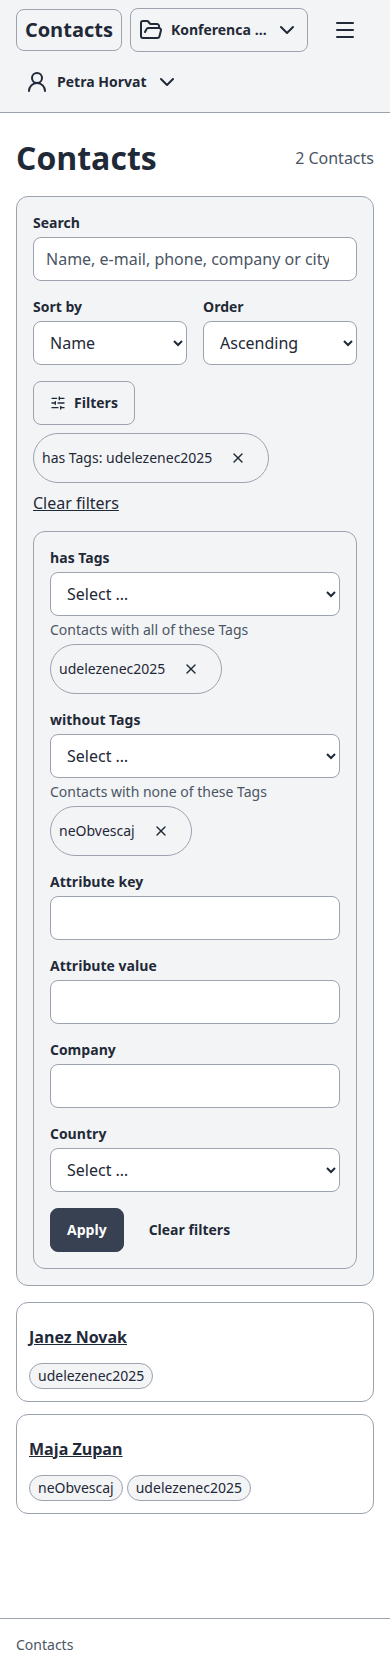 Contacts
Konferenca ...
Petra Horvat
Contacts
2 Contacts
Search
Name, e-mail, phone, company or city
Sort by
Order
Name
Ascending
Filters
has Tags: udelezenec2025
Clear filters
has Tags
Select ...
Contacts with all of these Tags
udelezenec2025
without Tags
Select ...
Contacts with none of these Tags
neObvescaj
Attribute key
Attribute value
Company
Country
Select ...
Apply
Clear filters
Janez Novak
udelezenec2025
Maja Zupan
neObvescaj
udelezenec2025
Contacts